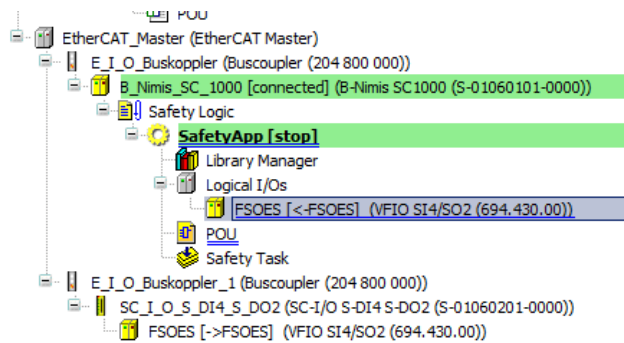 POU
EtherCAT_Master (EtherCAT Master)
E_I_O_Buskoppler (Buscoupler (204 800 000))
B_Nimis_SC_1000 [connected] (B-Nimis SC1000 (S-01060101-0000))
Safety Logic
SafetyApp [stop]
Library Manager
Logical I/Os
FSOES [<-FSOES] (VFIO SI4/SO2 (694.430.00))
POU
Safety Task
E_I_O_Buskoppler_1 (Buscoupler (204 800 000))
SC_I_O_S_DI4_S_DO2 (SC-I/O S-DI4 S-DO2 (S-01060201-0000))
FSOES [->FSOES] (VFIO SI4/SO2 (694.430.00))